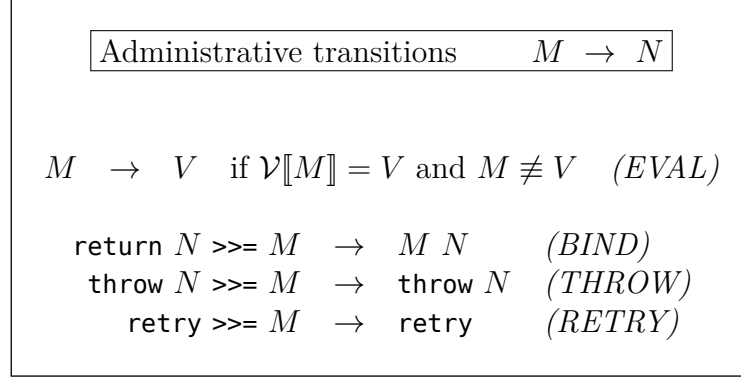 Administrative transitions M → N
M → V if 𝒱⟦M⟧ = V and M ≢ V (EVAL)
return N >>= M → M N (BIND)
throw N >>= M → throw N (THROW)
retry >>= M → retry (RETRY)